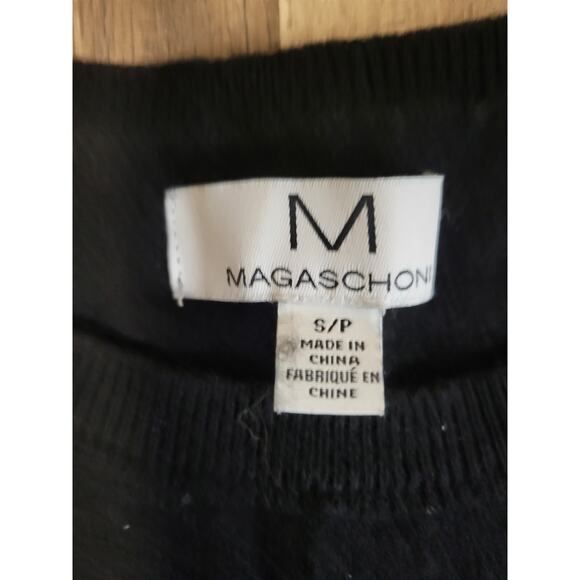 M
MAGASCHONI
S/P
MADE IN
CHINA
FABRIQUÉ EN
CHINE